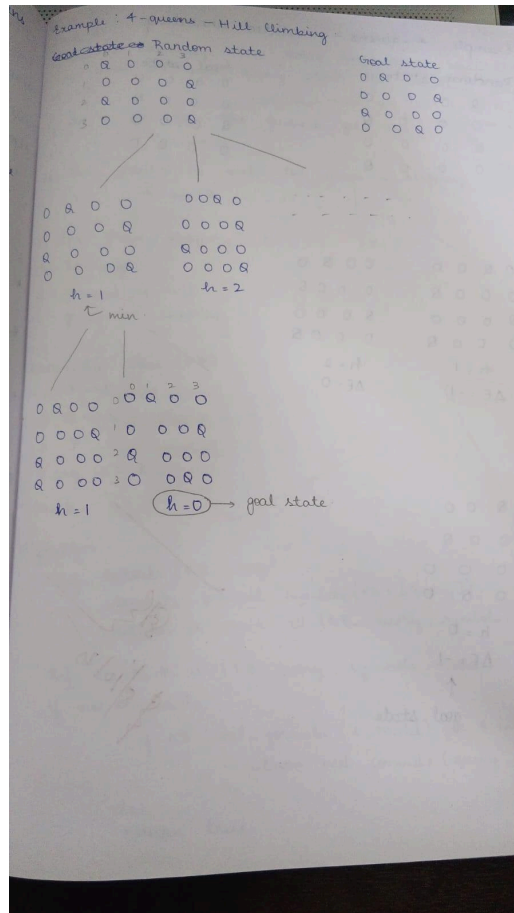 Example : 4-queens - Hill Climbing.
Goal state Random state
Goal state
0 1 2 3
0 Q 0 0 0
1 0 0 0 Q
2 Q 0 0 0
3 0 0 0 Q
0 Q 0 0
0 0 0 Q
Q 0 0 0
0 0 Q 0
0 Q 0 0
0 0 0 Q
Q 0 0 0
0 0 0 Q
h = 1
min.
0 0 Q 0
0 0 0 Q
Q 0 0 0
0 0 0 Q
h = 2
0 Q 0 0
0 0 0 Q
Q 0 0 0
Q 0 0 0
h = 1
0 1 2 3
0 0 Q 0 0
1 0 0 0 Q
2 Q 0 0 0
3 0 0 Q 0
h = 0 → goal state